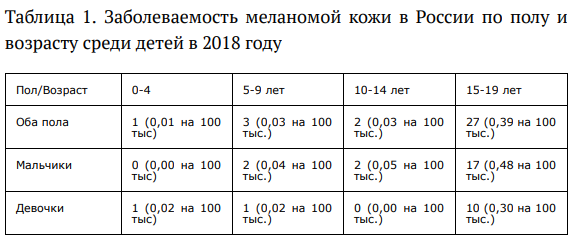 Таблица 1. Заболеваемость меланомой кожи в России по полу и
возрасту среди детей в 2018 году
Пол/Возраст 0-4 5-9 лет 10-14 лет 15-19 лет
Оба пола 1 (0,01 на 100 тыс) 3 (0,03 на 100 тыс.) 2 (0,03 на 100 тыс.) 27 (0,39 на 100 тыс.)
Мальчики 0 (0,00 на 100 тыс) 2 (0,04 на 100 тыс.) 2 (0,05 на 100 тыс.) 17 (0,48 на 100 тыс.)
Девочки 1 (0,02 на 100 тыс) 1 (0,02 на 100 тыс.) 0 (0,00 на 100 тыс.) 10 (0,30 на 100 тыс.)